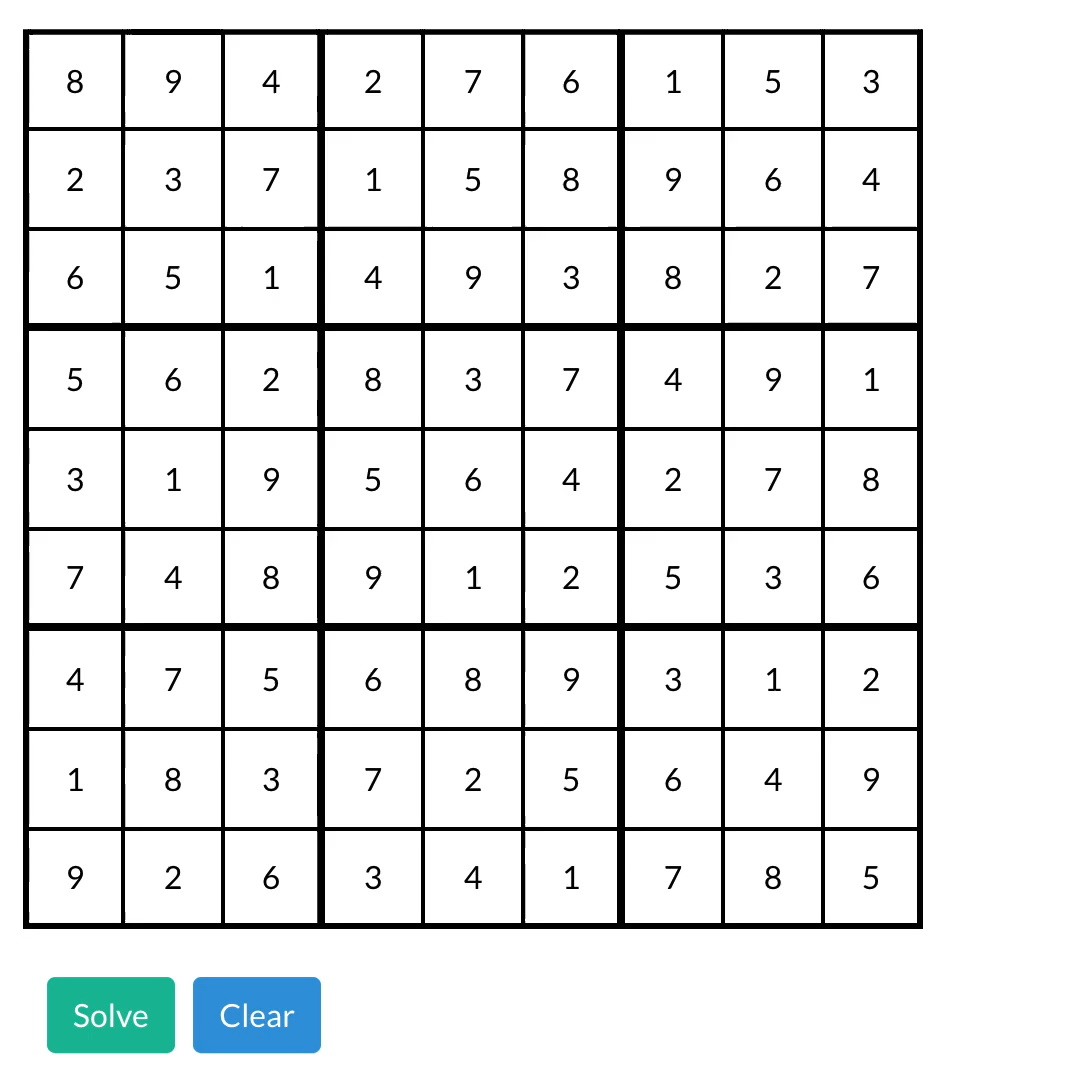 8 9 4 2 7 6 1 5 3
2 3 7 1 5 8 9 6 4
6 5 1 4 9 3 8 2 7
5 6 2 8 3 7 4 9 1
3 1 9 5 6 4 2 7 8
7 4 8 9 1 2 5 3 6
4 7 5 6 8 9 3 1 2
1 8 3 7 2 5 6 4 9
9 2 6 3 4 1 7 8 5
Solve Clear